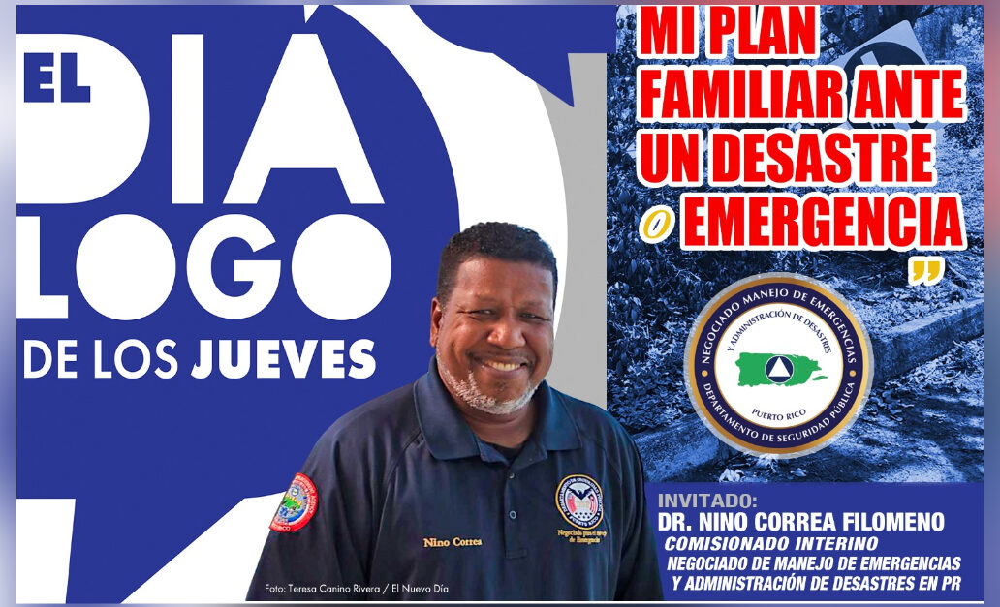 EL
DIÁ
LOGO
DE LOS JUEVES
MI PLAN
FAMILIAR ANTE
UN DESASTRE
O EMERGENCIA
”
NEGOCIADO MANEJO DE EMERGENCIAS
Y ADMINISTRACIÓN DE DESASTRES
PUERTO RICO
DEPARTAMENTO DE SEGURIDAD PÚBLICA
Nino Correa
Negociado para el manejo
de Emergencia
INVITADO:
DR. NINO CORREA FILOMENO
COMISIONADO INTERINO
NEGOCIADO DE MANEJO DE EMERGENCIAS
Y ADMINISTRACIÓN DE DESASTRES EN PR
Foto: Teresa Canino Rivera / El Nuevo Día